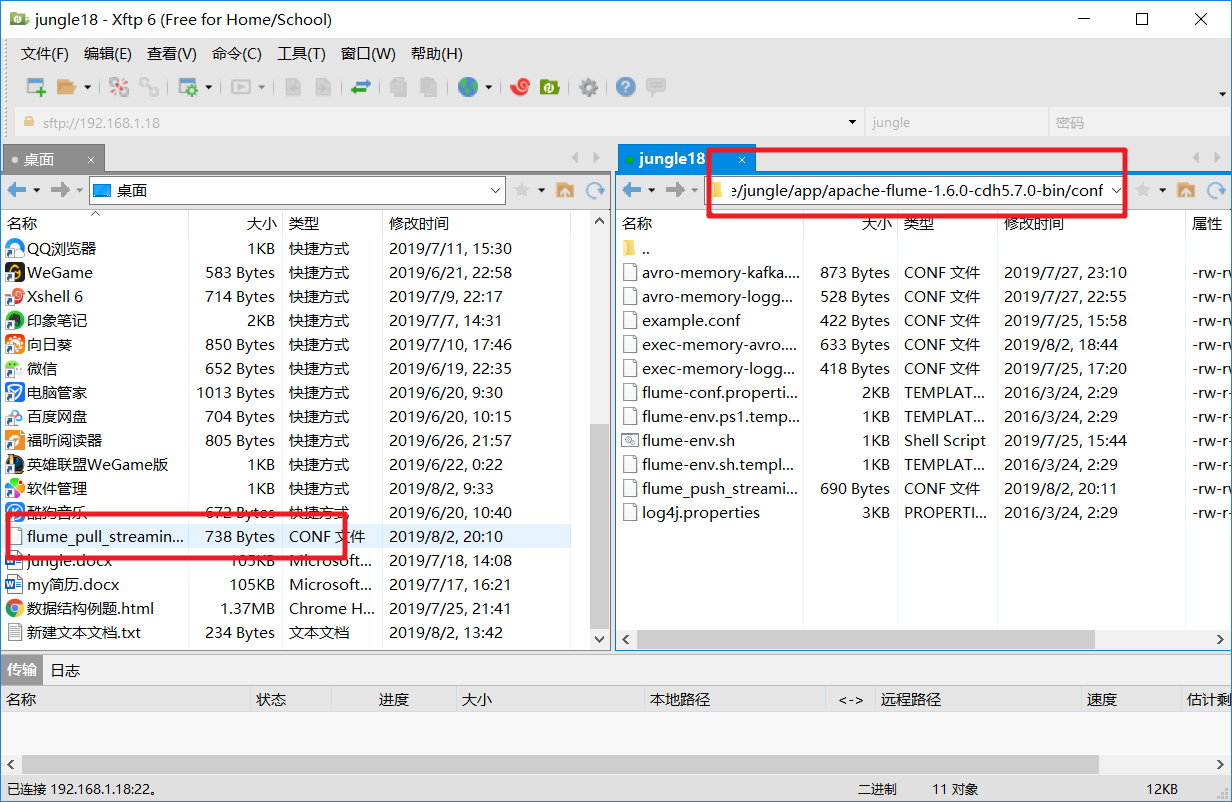 jungle18 - Xftp 6 (Free for Home/School)
文件(F) 编辑(E) 查看(V) 命令(C) 工具(T) 窗口(W) 帮助(H)
sftp://192.168.1.18 jungle 密码
桌面 × jungle18 ×
桌面 e/jungle/app/apache-flume-1.6.0-cdh5.7.0-bin/conf
名称 大小 类型 修改时间
QQ浏览器 1KB 快捷方式 2019/7/11, 15:30
WeGame 583 Bytes 快捷方式 2019/6/21, 22:58
Xshell 6 714 Bytes 快捷方式 2019/7/9, 22:17
印象笔记 2KB 快捷方式 2019/7/7, 14:31
向日葵 850 Bytes 快捷方式 2019/7/10, 17:46
微信 652 Bytes 快捷方式 2019/6/19, 22:35
电脑管家 1013 Bytes 快捷方式 2019/6/20, 9:30
百度网盘 704 Bytes 快捷方式 2019/6/20, 10:15
福昕阅读器 805 Bytes 快捷方式 2019/6/26, 21:57
英雄联盟WeGame版 1KB 快捷方式 2019/6/22, 0:22
软件管理 1KB 快捷方式 2019/8/2, 9:33
酷狗音乐 672 Bytes 快捷方式 2019/6/20, 10:40
flume_pull_streamin... 738 Bytes CONF 文件 2019/8/2, 20:10
jungle.docx 105KB Microsoft... 2019/7/18, 14:08
my简历.docx 105KB Microsoft... 2019/7/17, 16:21
数据结构例题.html 1.37MB Chrome H... 2019/7/25, 21:41
新建文本文档.txt 234 Bytes 文本文档 2019/8/2, 13:42
名称 大小 类型 修改时间 属性
..
avro-memory-kafka.... 873 Bytes CONF 文件 2019/7/27, 23:10 -rw-rw
avro-memory-logg... 528 Bytes CONF 文件 2019/7/27, 22:55 -rw-rw
example.conf 422 Bytes CONF 文件 2019/7/25, 15:58 -rw-rw
exec-memory-avro.... 633 Bytes CONF 文件 2019/8/2, 18:44 -rw-rw
exec-memory-logg... 418 Bytes CONF 文件 2019/7/25, 17:20 -rw-rw
flume-conf.properti... 2KB TEMPLAT... 2016/3/24, 2:29 -rw-r-
flume-env.ps1.temp... 1KB TEMPLAT... 2016/3/24, 2:29 -rw-r-
flume-env.sh 1KB Shell Script 2019/7/25, 15:44 -rw-rw
flume-env.sh.templ... 1KB TEMPLAT... 2016/3/24, 2:29 -rw-r-
flume_push_streami... 690 Bytes CONF 文件 2019/8/2, 20:11 -rw-rw
log4j.properties 3KB PROPERTI... 2016/3/24, 2:29 -rw-r-
传输 日志
名称 状态 进度 大小 本地路径 <-> 远程路径 速度 估计剩
已连接 192.168.1.18:22。 二进制 11 对象 12KB